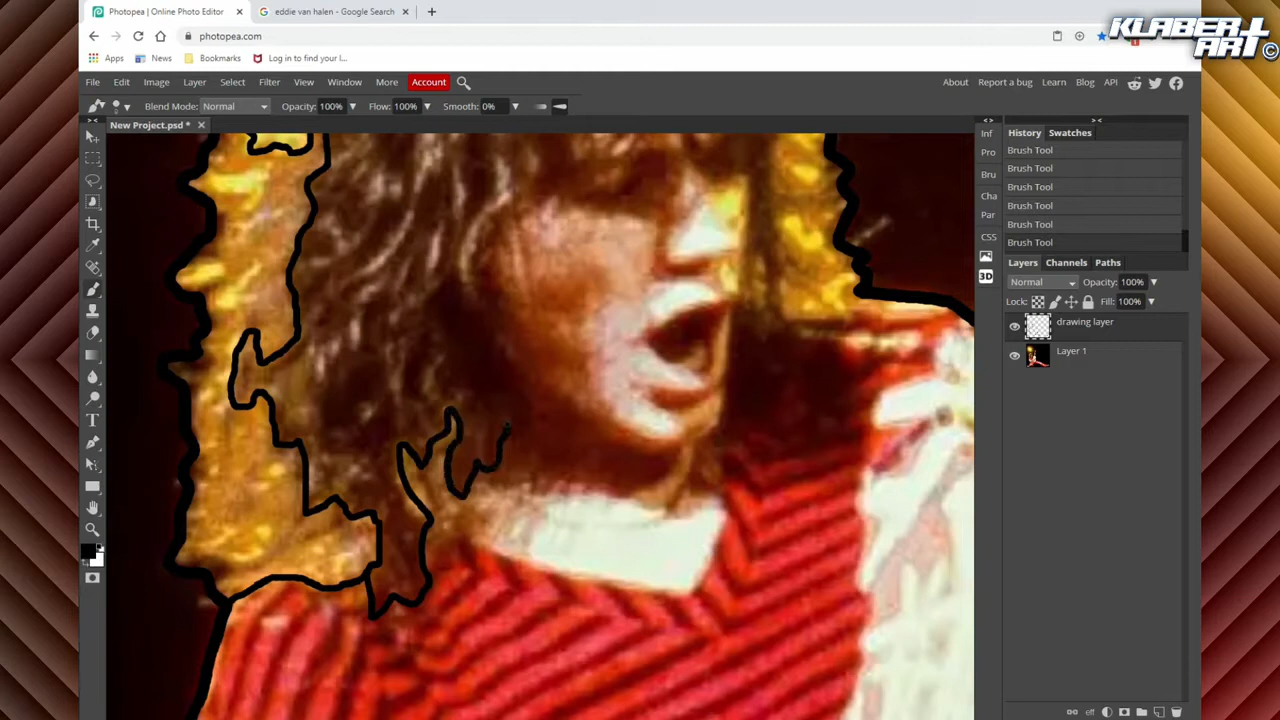 Photopea | Online Photo Editor
eddie van halen - Google Search
KLABERT ART ©
photopea.com
Apps News Bookmarks Log in to find your l...
File Edit Image Layer Select Filter View Window More Account
About Report a bug Learn Blog API
Blend Mode: Normal Opacity: 100% Flow: 100% Smooth: 0%
New Project.psd *
Inf
Pro
Bru
Cha
Par
CSS
3D
History Swatches
Brush Tool
Brush Tool
Brush Tool
Brush Tool
Brush Tool
Brush Tool
Layers Channels Paths
Normal Opacity: 100%
Lock: Fill: 100%
drawing layer
Layer 1